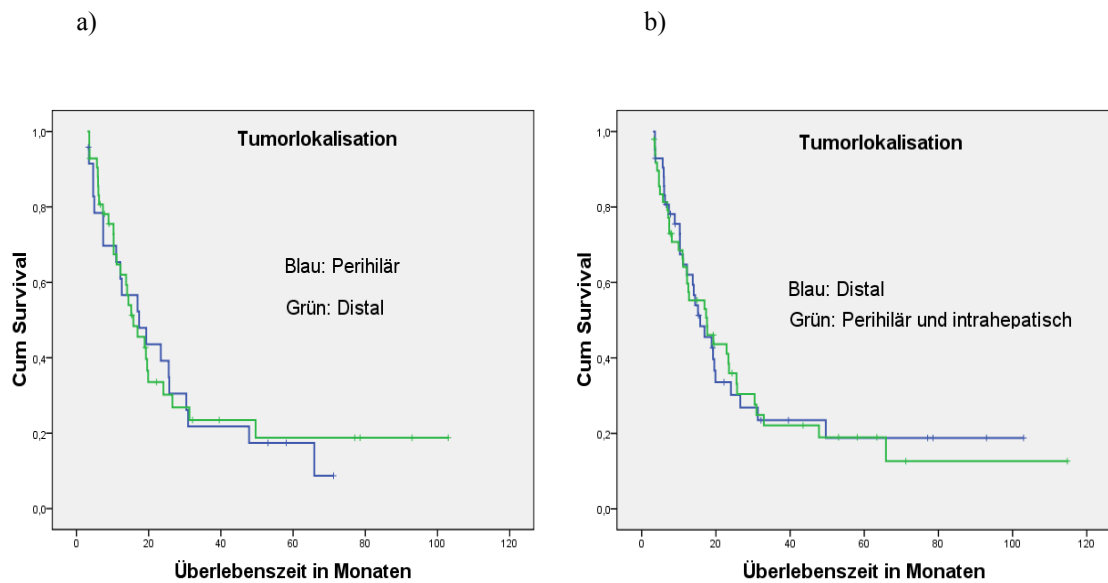 a)
b)
Tumorlokalisation
Blau: Perihilär
Grün: Distal
Cum Survival
1,0
0,8
0,6
0,4
0,2
0,0
0 20 40 60 80 100 120
Überlebenszeit in Monaten
Tumorlokalisation
Blau: Distal
Grün: Perihilär und intrahepatisch
Cum Survival
1,0
0,8
0,6
0,4
0,2
0,0
0 20 40 60 80 100 120
Überlebenszeit in Monaten